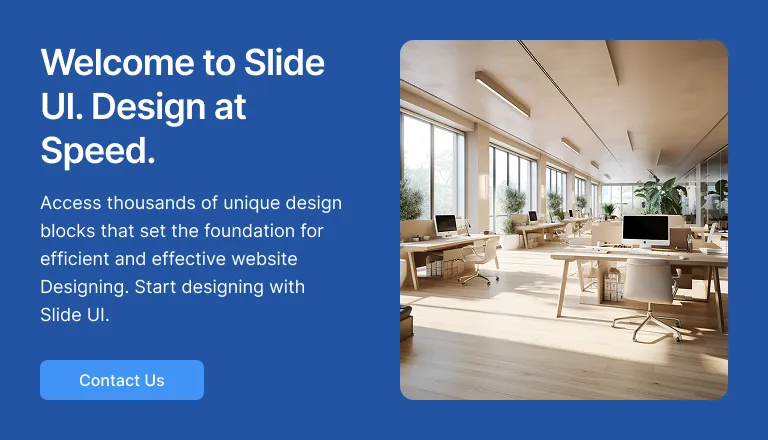 Welcome to Slide
UI. Design at
Speed.
Access thousands of unique design
blocks that set the foundation for
efficient and effective website
Designing. Start designing with
Slide UI.
Contact Us